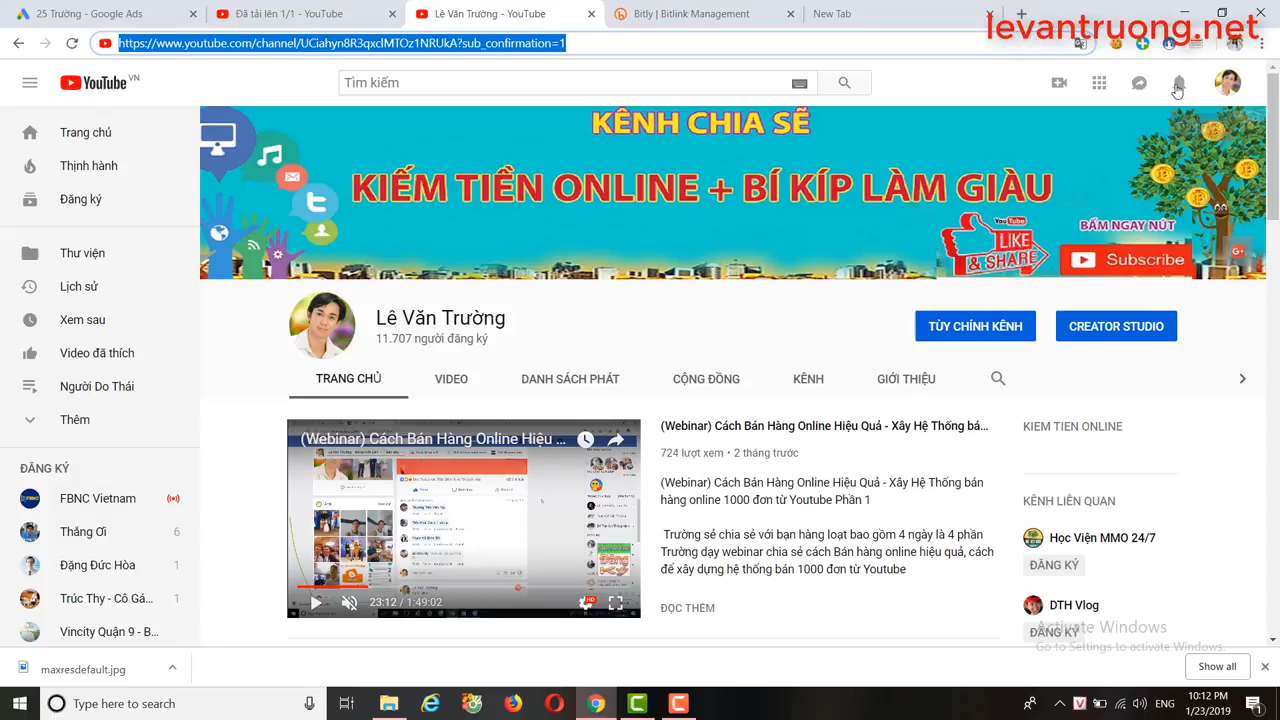 25 Trường - Google Ads
Đã tải lên 1/1 - YouTube
Lê Văn Trường - YouTube
Bitly | Bitlink Management
New Tab
levantruong.net
https://www.youtube.com/channel/UCiahyn8R3qxclMTOz1NRUkA?sub_confirmation=1
YouTube VN
Tìm kiếm
Trang chủ
Thịnh hành
Đăng ký
Thư viện
Lịch sử
Xem sau
Video đã thích
Người Do Thái
Thêm
ĐĂNG KÝ
FBNC Vietnam
Tháng Ơi 6
Đặng Đức Hòa 1
Trúc Thy - Cô Gá... 1
Vincity Quận 9 - B...
KÊNH CHIA SẼ
KIẾM TIỀN ONLINE + BÍ KÍP LÀM GIÀU
YouTube
LIKE
& SHARE
BẤM NGAY NÚT
Subscribe
Lê Văn Trường
11.707 người đăng ký
TÙY CHỈNH KÊNH
CREATOR STUDIO
TRANG CHỦ
VIDEO
DANH SÁCH PHÁT
CỘNG ĐỒNG
KÊNH
GIỚI THIỆU
(Webinar) Cách Bán Hàng Online Hiệu ...
23:12 / 1:49:02
HD
(Webinar) Cách Bán Hàng Online Hiệu Quả - Xây Hệ Thống bá...
724 lượt xem • 2 tháng trước
(Webinar) Cách Bán Hàng Online Hiệu Quả - Xây Hệ Thống bán
hàng online 1000 đơn từ Youtube Phần 1
Trường sẽ chia sẻ với bạn hàng loạt bao gồm 4 ngày là 4 phần
Trường dạy webinar chia sẻ cách Bán hàng online hiệu quả, cách
để xây dựng hệ thống bán 1000 đơn từ Youtube
ĐỌC THÊM
KIEM TIEN ONLINE
KÊNH LIÊN QUAN
Học Viện MMO 24/7
ĐĂNG KÝ
DTH Vlog
ĐĂNG KÝ
Activate Windows
Go to Settings to activate Windows.
maxresdefault.jpg
Show all
Type here to search
ENG
10:12 PM
1/23/2019